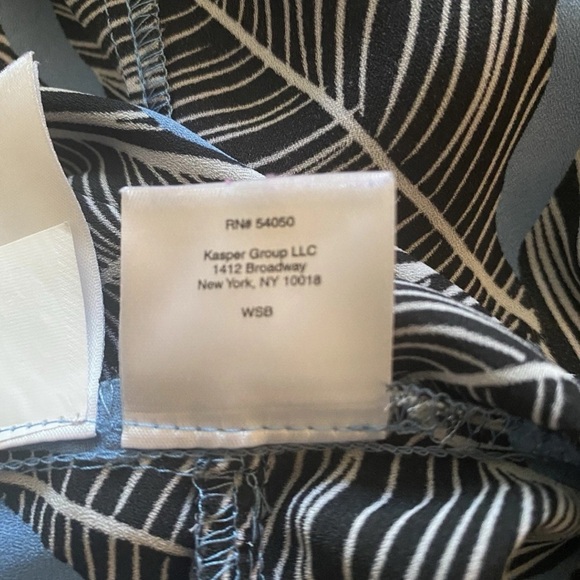 RN# 54050
Kasper Group LLC
1412 Broadway
New York, NY 10018
WSB